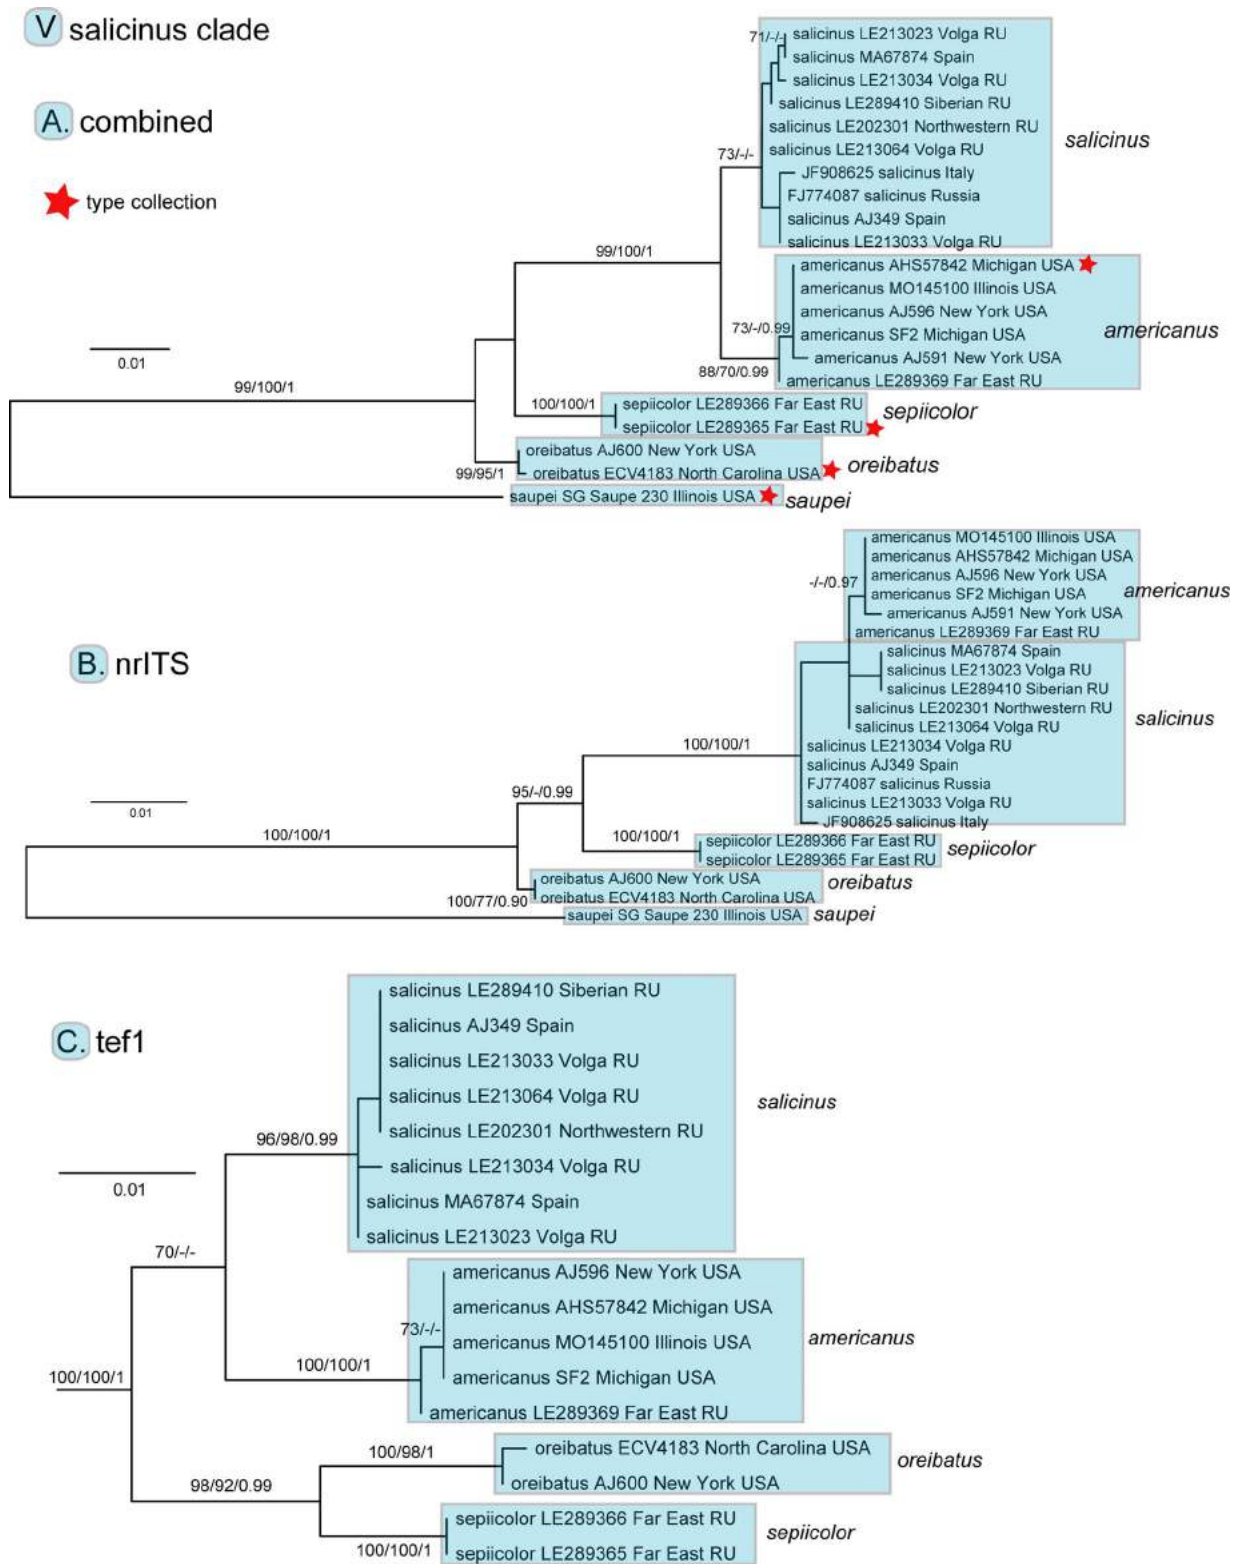 V salicinus clade
A. combined
type collection
0.01
99/100/1
99/100/1
71/-/-
73/-/-
73/-/0.99
88/70/0.99
100/100/1
99/95/1
salicinus LE213023 Volga RU
salicinus MA67874 Spain
salicinus LE213034 Volga RU
salicinus LE289410 Siberian RU
salicinus LE202301 Northwestern RU
salicinus LE213064 Volga RU
JF908625 salicinus Italy
FJ774087 salicinus Russia
salicinus AJ349 Spain
salicinus LE213033 Volga RU
salicinus
americanus AHS57842 Michigan USA
americanus MO145100 Illinois USA
americanus AJ596 New York USA
americanus SF2 Michigan USA
americanus AJ591 New York USA
americanus LE289369 Far East RU
americanus
sepiicolor LE289366 Far East RU
sepiicolor LE289365 Far East RU
sepiicolor
oreibatus AJ600 New York USA
oreibatus ECV4183 North Carolina USA
oreibatus
saupei SG Saupe 230 Illinois USA
saupei
B. nrITS
0.01
100/100/1
95/-/0.99
100/100/1
-/-/0.97
100/100/1
100/77/0.90
americanus MO145100 Illinois USA
americanus AHS57842 Michigan USA
americanus AJ596 New York USA
americanus SF2 Michigan USA
americanus AJ591 New York USA
americanus LE289369 Far East RU
americanus
salicinus MA67874 Spain
salicinus LE213023 Volga RU
salicinus LE289410 Siberian RU
salicinus LE202301 Northwestern RU
salicinus LE213064 Volga RU
salicinus LE213034 Volga RU
salicinus AJ349 Spain
FJ774087 salicinus Russia
salicinus LE213033 Volga RU
JF908625 salicinus Italy
salicinus
sepiicolor LE289366 Far East RU
sepiicolor LE289365 Far East RU
sepiicolor
oreibatus AJ600 New York USA
oreibatus ECV4183 North Carolina USA
oreibatus
saupei SG Saupe 230 Illinois USA
saupei
C. tef1
0.01
100/100/1
70/-/-
96/98/0.99
100/100/1
73/-/-
98/92/0.99
100/98/1
100/100/1
salicinus LE289410 Siberian RU
salicinus AJ349 Spain
salicinus LE213033 Volga RU
salicinus LE213064 Volga RU
salicinus LE202301 Northwestern RU
salicinus LE213034 Volga RU
salicinus MA67874 Spain
salicinus LE213023 Volga RU
salicinus
americanus AJ596 New York USA
americanus AHS57842 Michigan USA
americanus MO145100 Illinois USA
americanus SF2 Michigan USA
americanus LE289369 Far East RU
americanus
oreibatus ECV4183 North Carolina USA
oreibatus AJ600 New York USA
oreibatus
sepiicolor LE289366 Far East RU
sepiicolor LE289365 Far East RU
sepiicolor